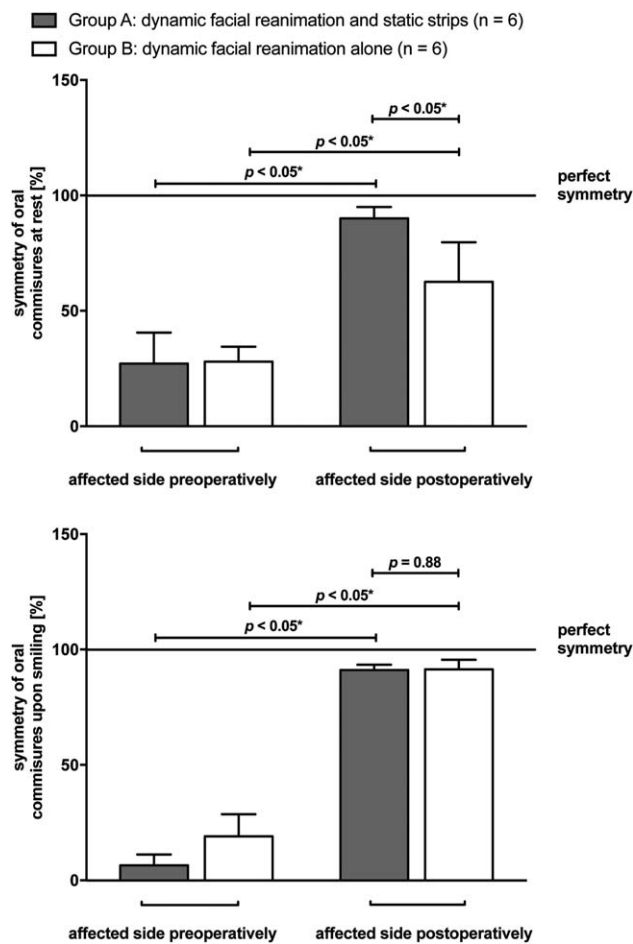 Group A: dynamic facial reanimation and static strips (n = 6)
Group B: dynamic facial reanimation alone (n = 6)
150
p < 0.05*
p < 0.05*
p < 0.05*
perfect
symmetry
100
symmetry of oral
commisures at rest [%]
50
0
affected side preoperatively
affected side postoperatively
150
p = 0.88
p < 0.05*
p < 0.05*
perfect
symmetry
100
symmetry of oral
commisures upon smiling [%]
50
0
affected side preoperatively
affected side postoperatively